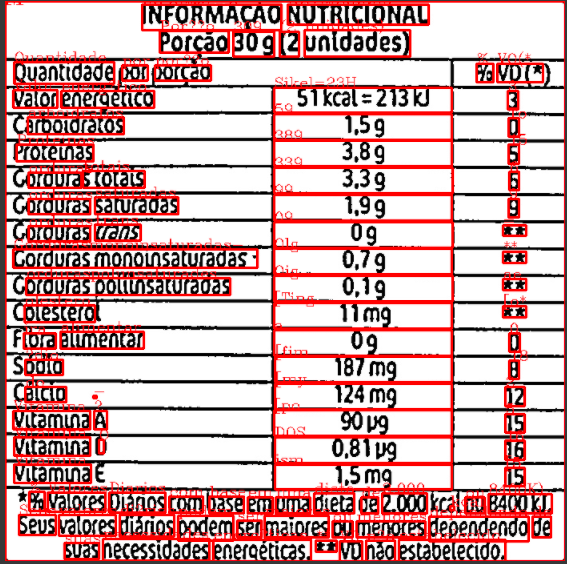 INFORMAÇÃO NUTRICIONAL
Porção 30 g (2 unidades)
Quantidade por porção % VD (*)
Valor energético 51 kcal = 213 kJ 3
Carboidratos 1,5 g 0
Proteínas 3,8 g 5
Gorduras totais 3,3 g 6
Gorduras saturadas 1,9 g 9
Gorduras trans 0 g **
Gorduras monoinsaturadas 0,7 g **
Gorduras poliinsaturadas 0,1 g **
Colesterol 11 mg **
Fibra alimentar 0 g 0
Sódio 187 mg 8
Cálcio 124 mg 12
Vitamina A 90 µg 15
Vitamina D 0,81 µg 16
Vitamina E 1,5 mg 15
*% Valores Diários com base em uma dieta de 2.000 kcal ou 8400 kJ.
Seus valores diários podem ser maiores ou menores dependendo de
suas necessidades energéticas. ** VD não estabelecido.